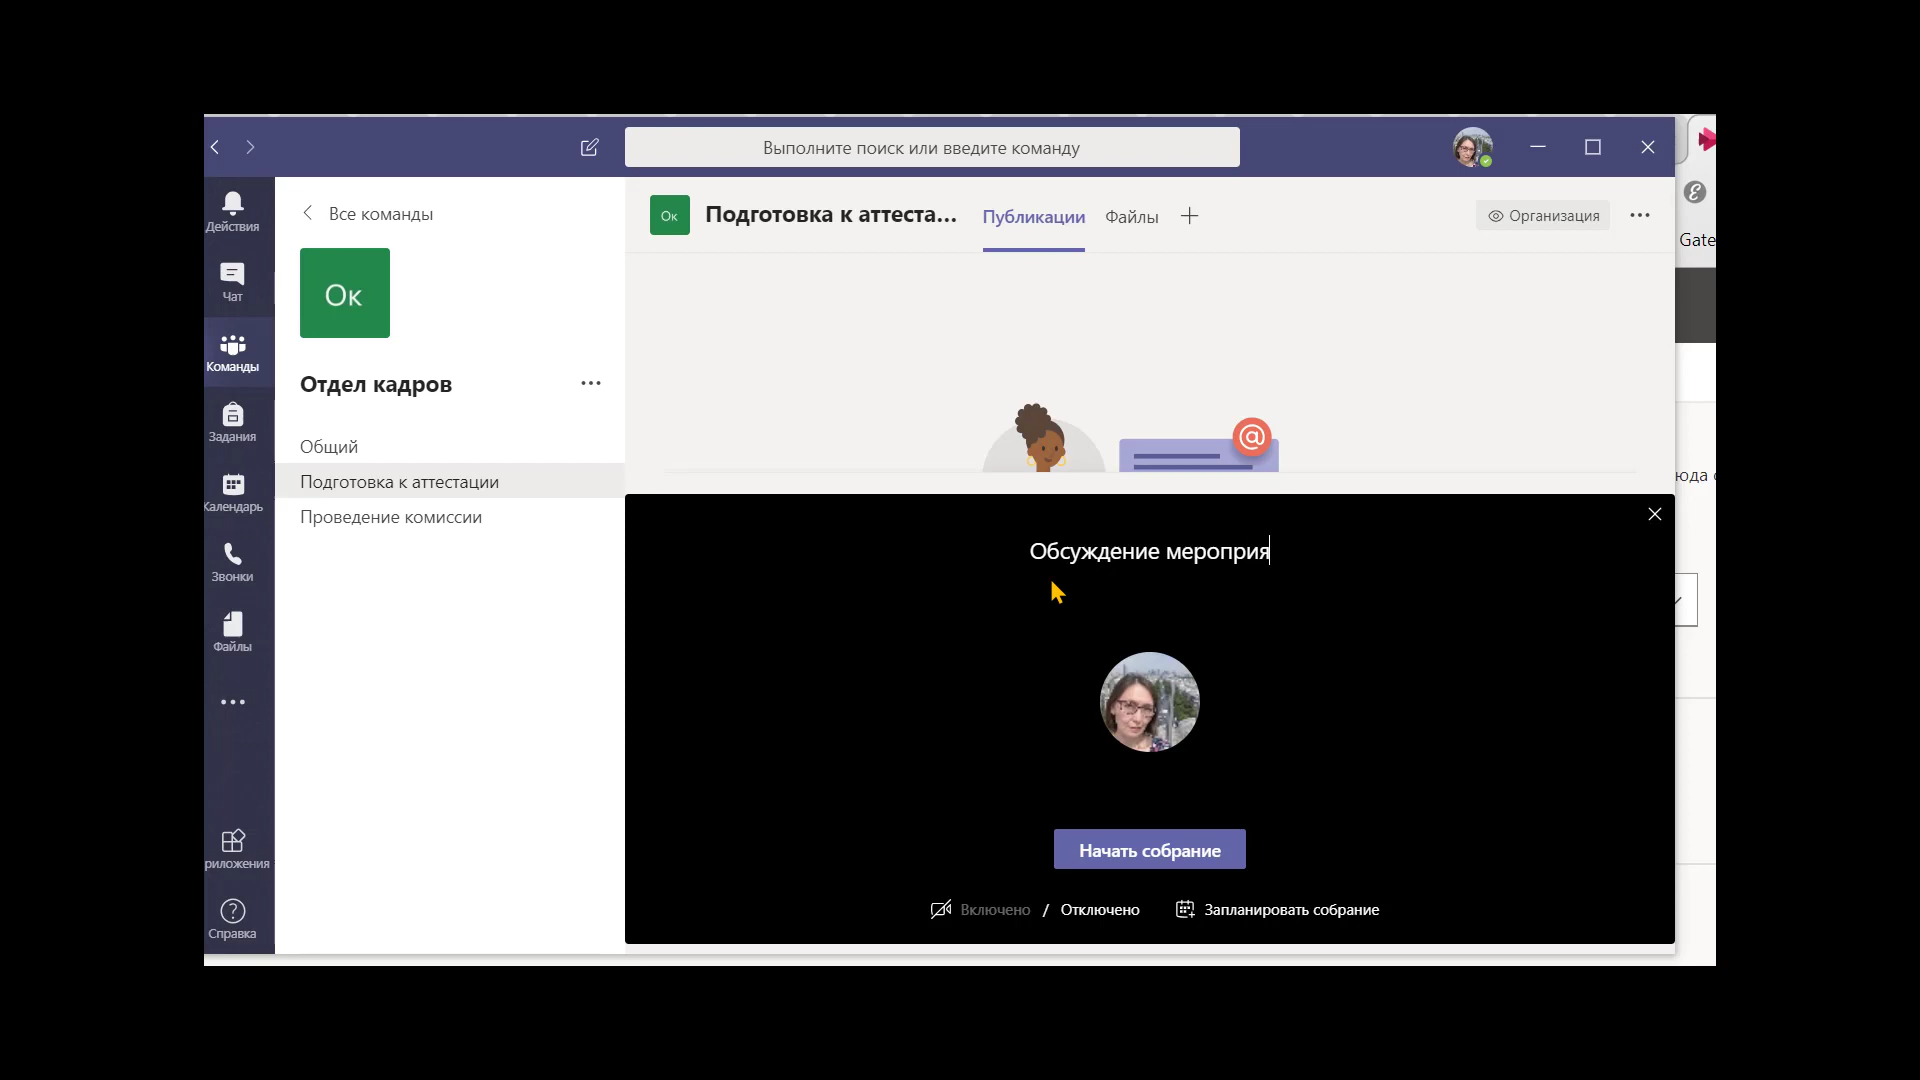 Выполните поиск или введите команду
Действия
Чат
Команды
Задания
Календарь
Звонки
Файлы
риложения
Справка
Все команды
Ок
Отдел кадров
Общий
Подготовка к аттестации
Проведение комиссии
Ок
Подготовка к аттеста...
Публикации
Файлы
Организация
@
Обсуждение мероприя
Начать собрание
Включено / Отключено
Запланировать собрание
Gate
юда